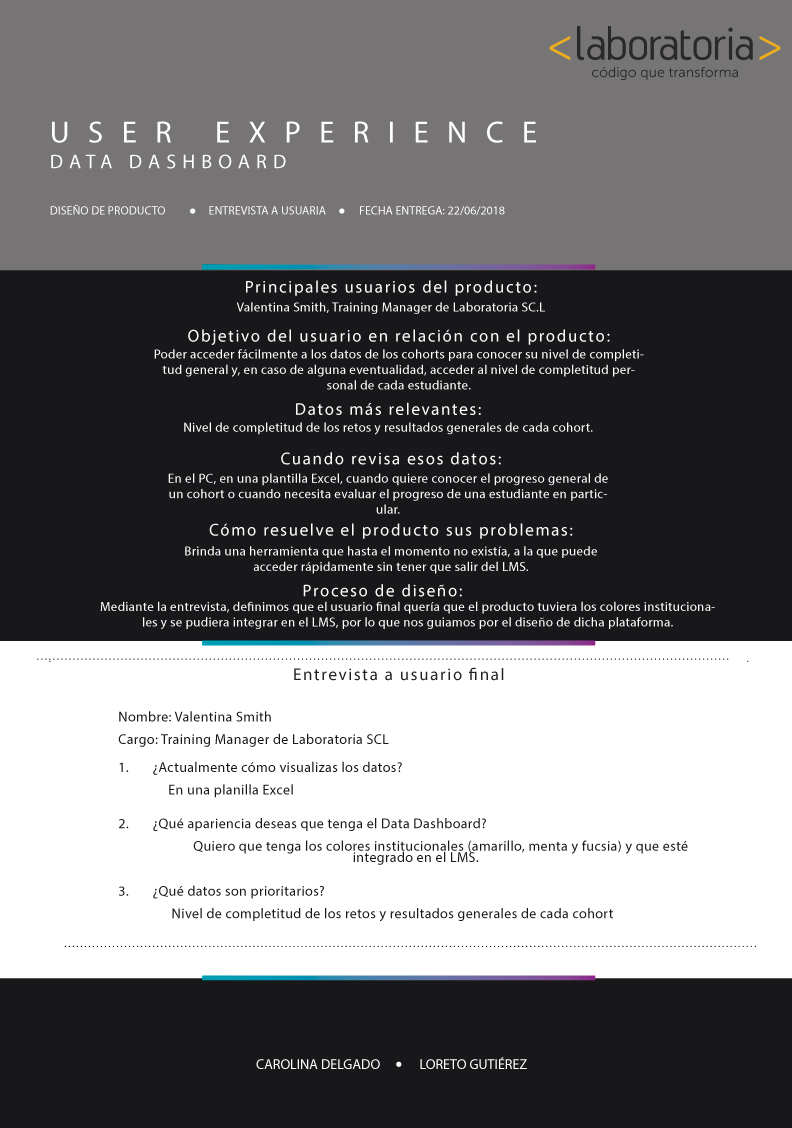 <laboratoria>
código que transforma
USER EXPERIENCE
DATA DASHBOARD
DISEÑO DE PRODUCTO ● ENTREVISTA A USUARIA ● FECHA ENTREGA: 22/06/2018
Principales usuarios del producto:
Valentina Smith, Training Manager de Laboratoria SC.L
Objetivo del usuario en relación con el producto:
Poder acceder fácilmente a los datos de los cohorts para conocer su nivel de completi-
tud general y, en caso de alguna eventualidad, acceder al nivel de completitud per-
sonal de cada estudiante.
Datos más relevantes:
Nivel de completitud de los retos y resultados generales de cada cohort.
Cuando revisa esos datos:
En el PC, en una plantilla Excel, cuando quiere conocer el progreso general de
un cohort o cuando necesita evaluar el progreso de una estudiante en partic-
ular.
Cómo resuelve el producto sus problemas:
Brinda una herramienta que hasta el momento no existía, a la que puede
acceder rápidamente sin tener que salir del LMS.
Proceso de diseño:
Mediante la entrevista, definimos que el usuario final quería que el producto tuviera los colores instituciona-
les y se pudiera integrar en el LMS, por lo que nos guiamos por el diseño de dicha plataforma.
Entrevista a usuario final
Nombre: Valentina Smith
Cargo: Training Manager de Laboratoria SCL
1. ¿Actualmente cómo visualizas los datos?
En una planilla Excel
2. ¿Qué apariencia deseas que tenga el Data Dashboard?
Quiero que tenga los colores institucionales (amarillo, menta y fucsia) y que esté
integrado en el LMS.
3. ¿Qué datos son prioritarios?
Nivel de completitud de los retos y resultados generales de cada cohort
CAROLINA DELGADO ● LORETO GUTIÉREZ